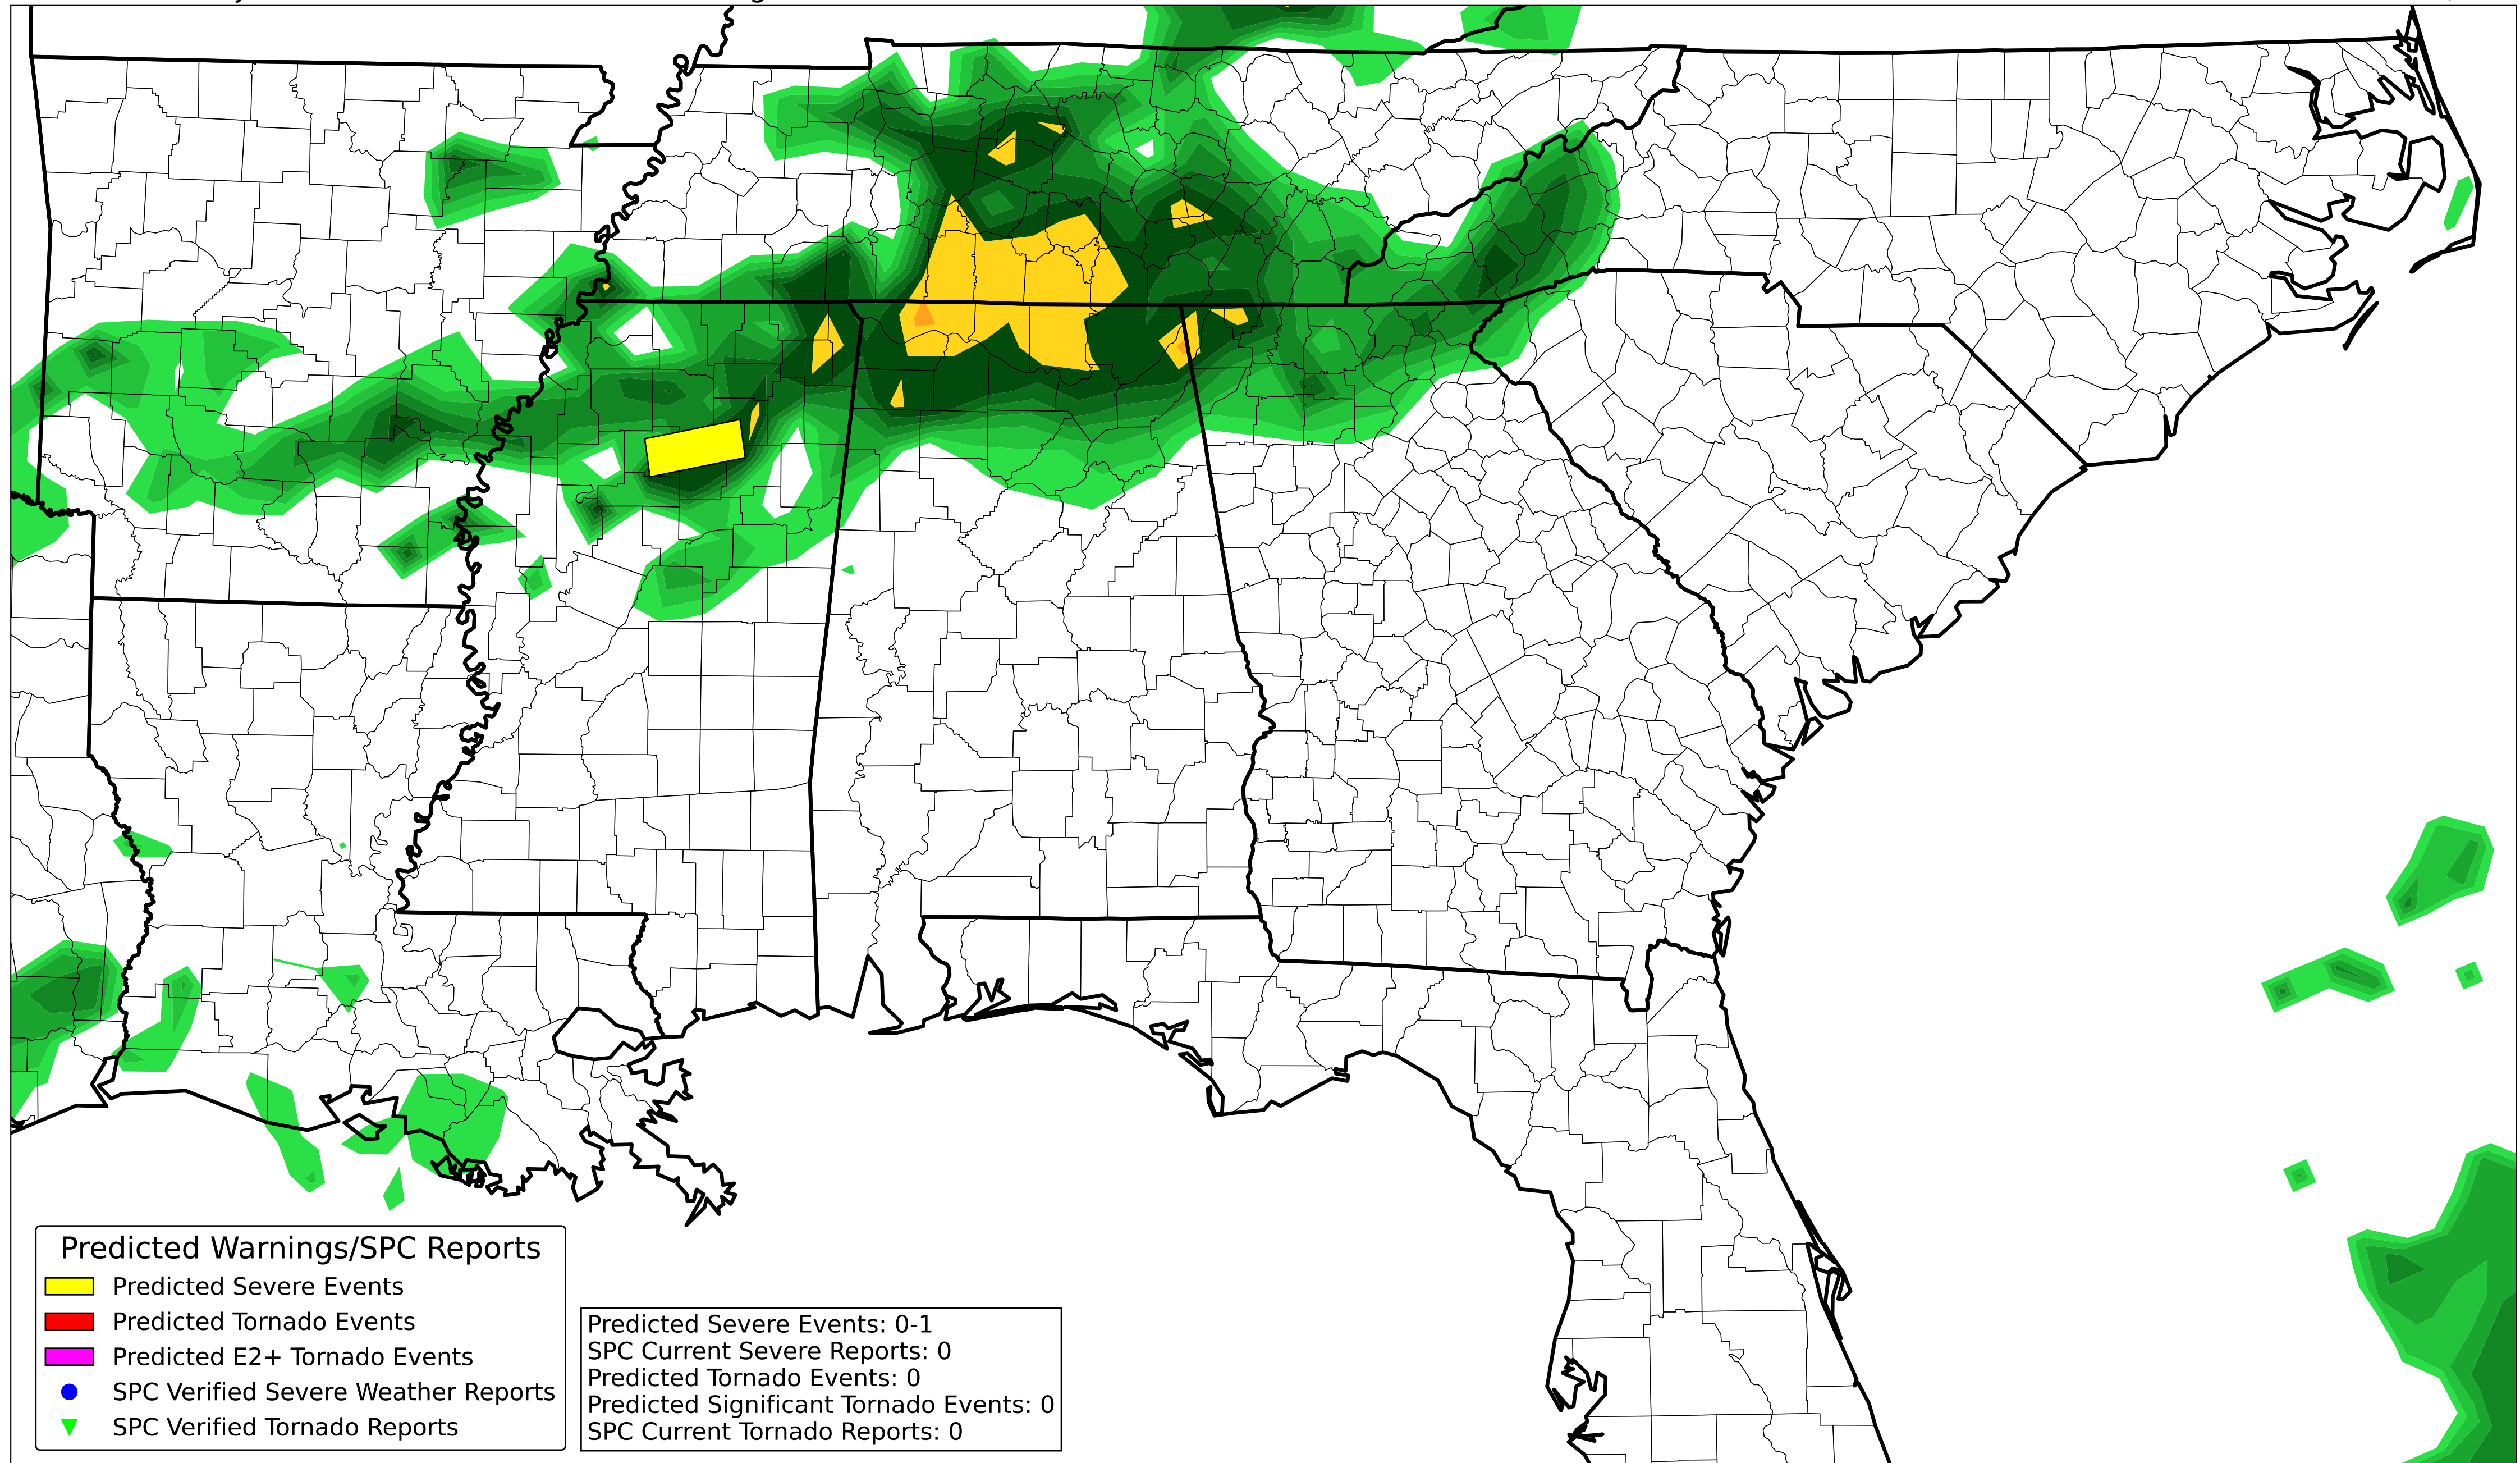 Predicted Warnings/SPC Reports
Predicted Severe Events
Predicted Tornado Events
Predicted E2+ Tornado Events
SPC Verified Severe Weather Reports
SPC Verified Tornado Reports
Predicted Severe Events: 0-1
SPC Current Severe Reports: 0
Predicted Tornado Events: 0
Predicted Significant Tornado Events: 0
SPC Current Tornado Reports: 0